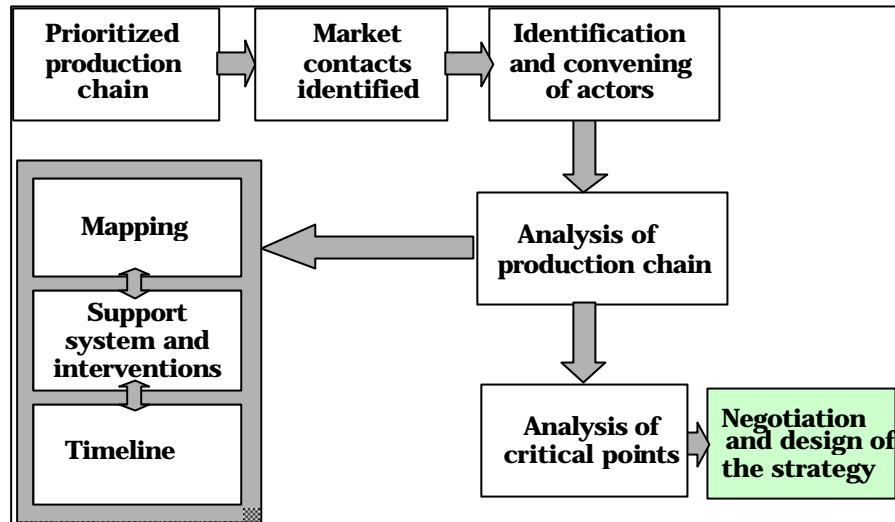 Prioritized
production
chain
Market
contacts
identified
Identification
and convening
of actors
Mapping
Support
system and
interventions
Timeline
Analysis of
production chain
Analysis of
critical points
Negotiation
and design of
the strategy